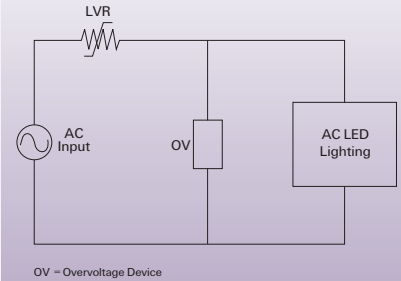 LVR
AC
Input
OV
AC LED
Lighting
OV = Overvoltage Device